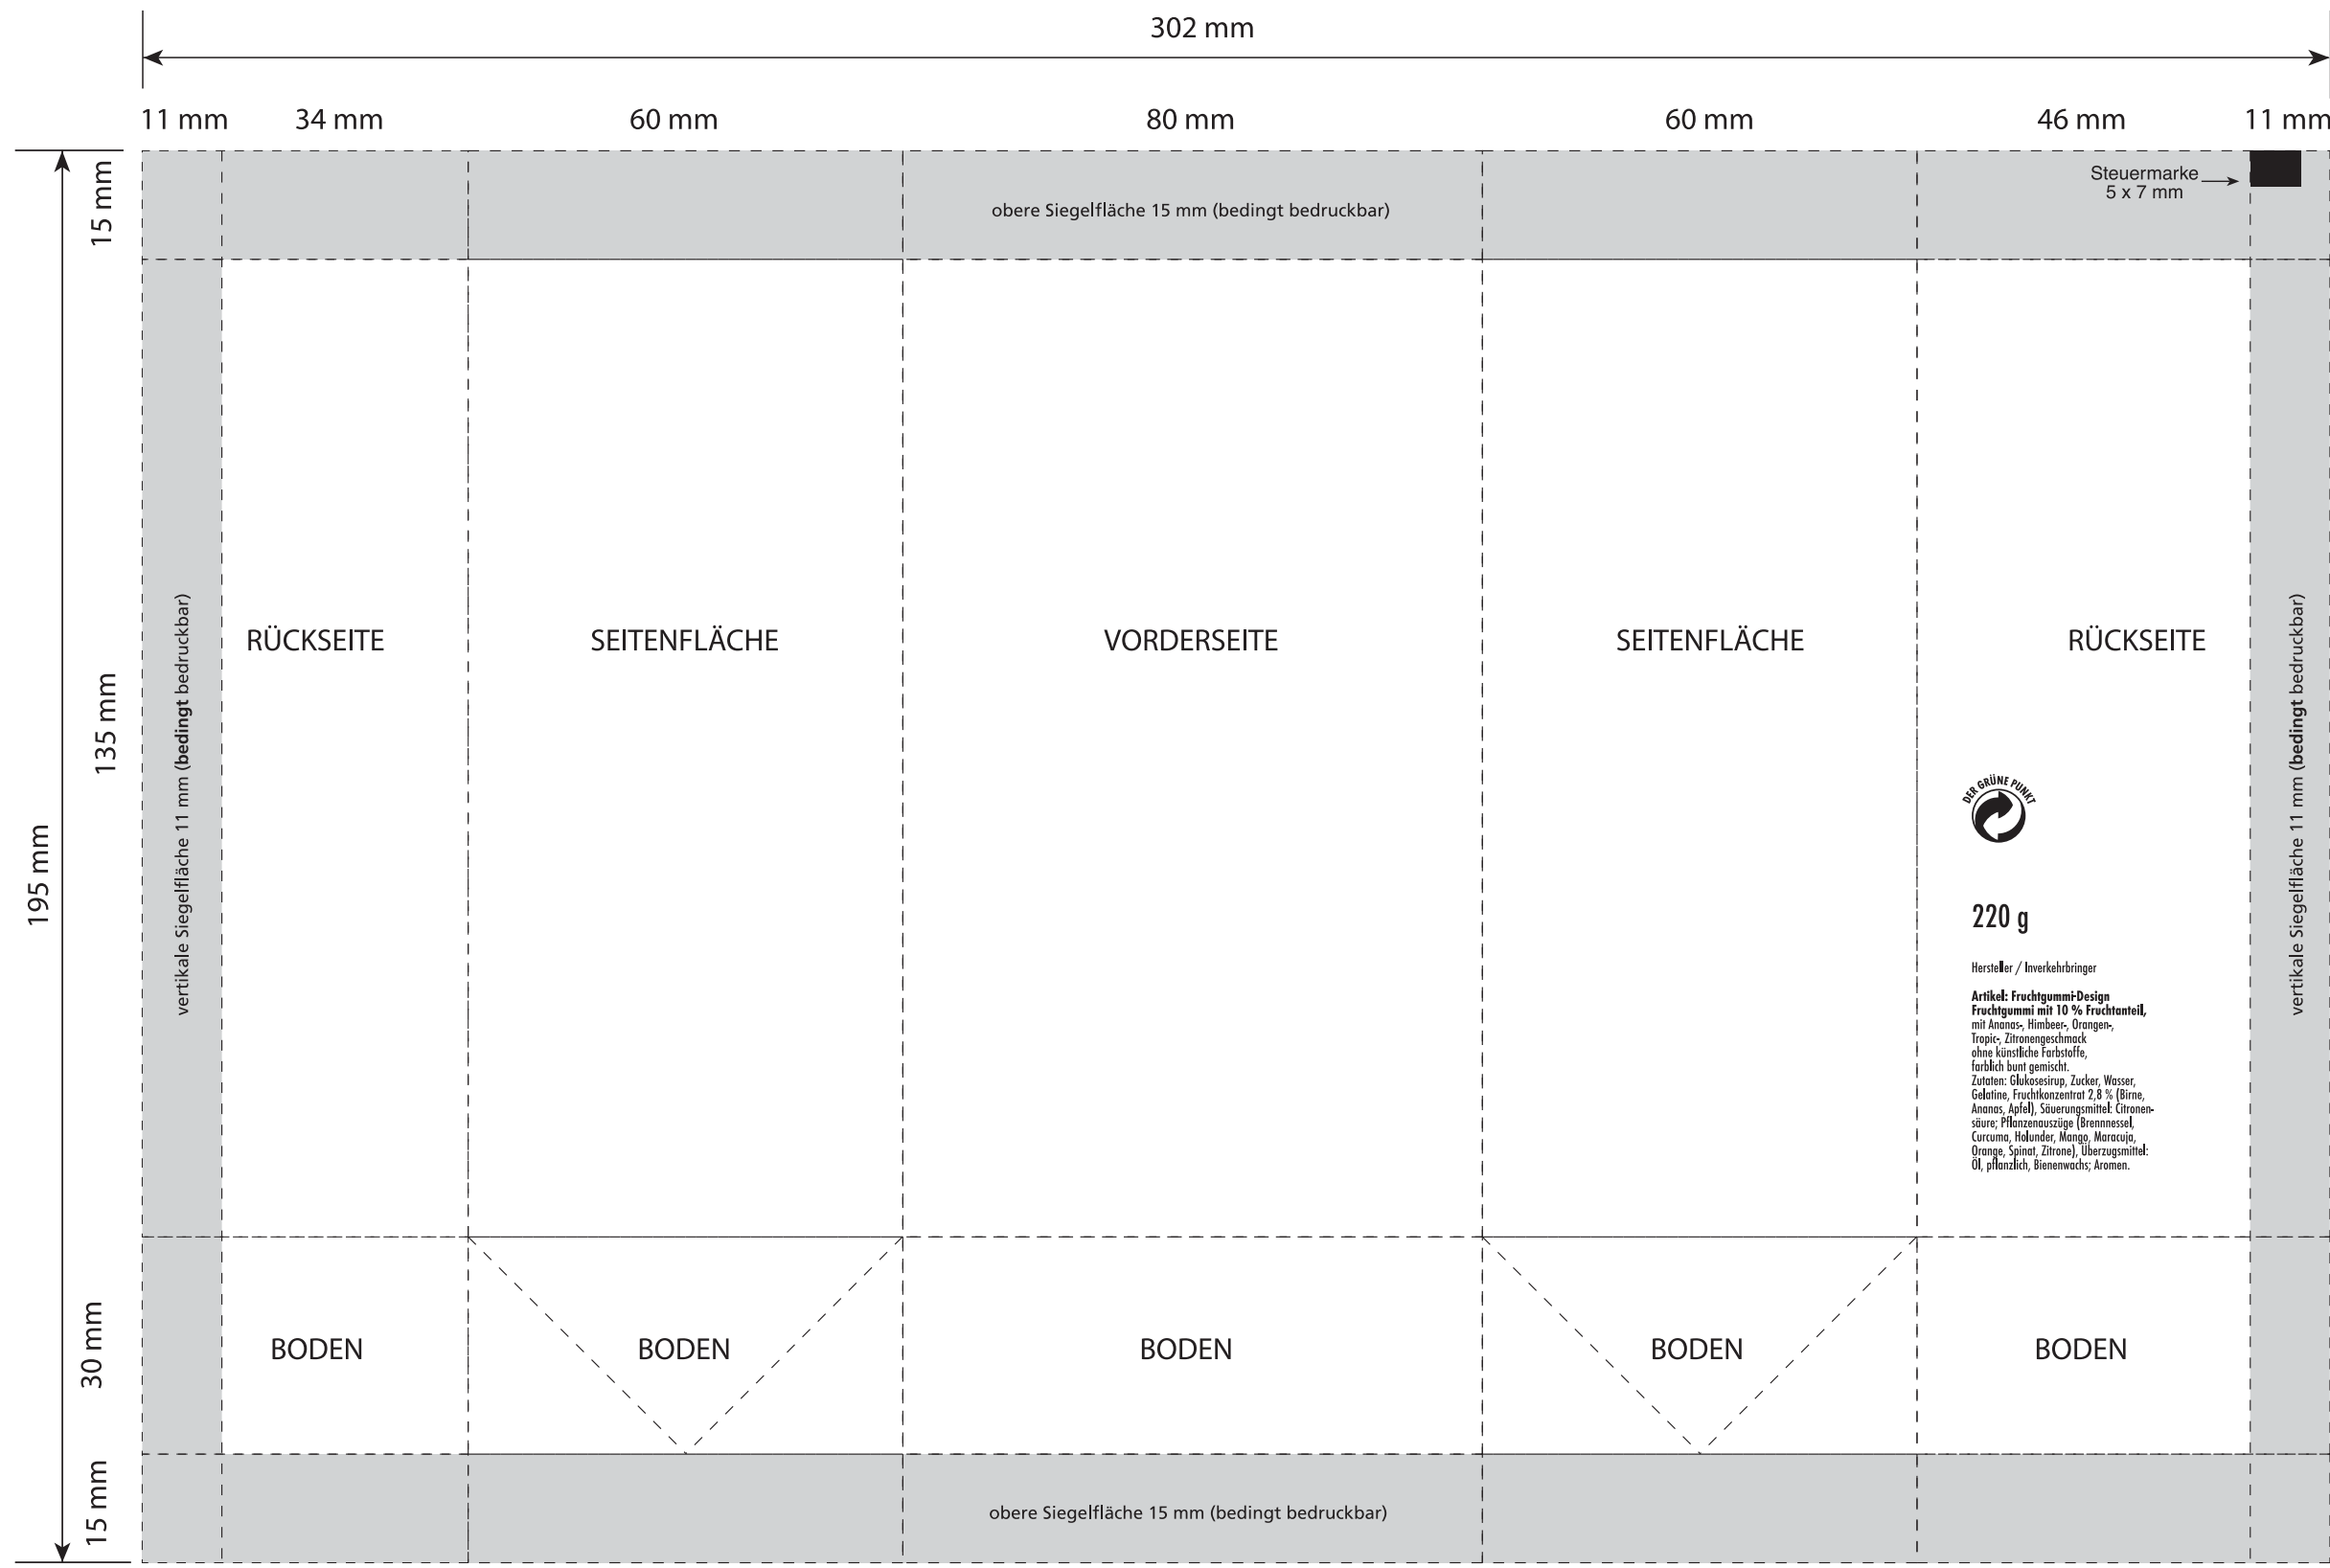 302 mm
11 mm
34 mm
60 mm
80 mm
60 mm
46 mm
11 mm
195 mm
15 mm
135 mm
30 mm
15 mm
Steuermarke
5 x 7 mm
obere Siegelfläche 15 mm (bedingt bedruckbar)
vertikale Siegelfläche 11 mm (bedingt bedruckbar)
RÜCKSEITE
SEITENFLÄCHE
VORDERSEITE
SEITENFLÄCHE
RÜCKSEITE
vertikale Siegelfläche 11 mm (bedingt bedruckbar)
DER GRÜNE PUNKT
220 g
Hersteller / Inverkehrbringer
Artikel: Fruchtgummi-Design
Fruchtgummi mit 10 % Fruchtanteil,
mit Ananas-, Himbeer-, Orangen-,
Tropic-, Zitronengeschmack
ohne künstliche Farbstoffe,
farblich bunt gemischt.
Zutaten: Glukosesirup, Zucker, Wasser,
Gelatine, Fruchtkonzentrat 2,8 % (Birne,
Ananas, Apfel), Säuerungsmittel: Citronen-
säure; Pflanzenauszüge (Brennnessel,
Curcuma, Holunder, Mango, Maracuja,
Orange, Spinat, Zitrone), Überzugsmittel:
Öl, pflanzlich, Bienenwachs; Aromen.
BODEN
BODEN
BODEN
BODEN
BODEN
obere Siegelfläche 15 mm (bedingt bedruckbar)